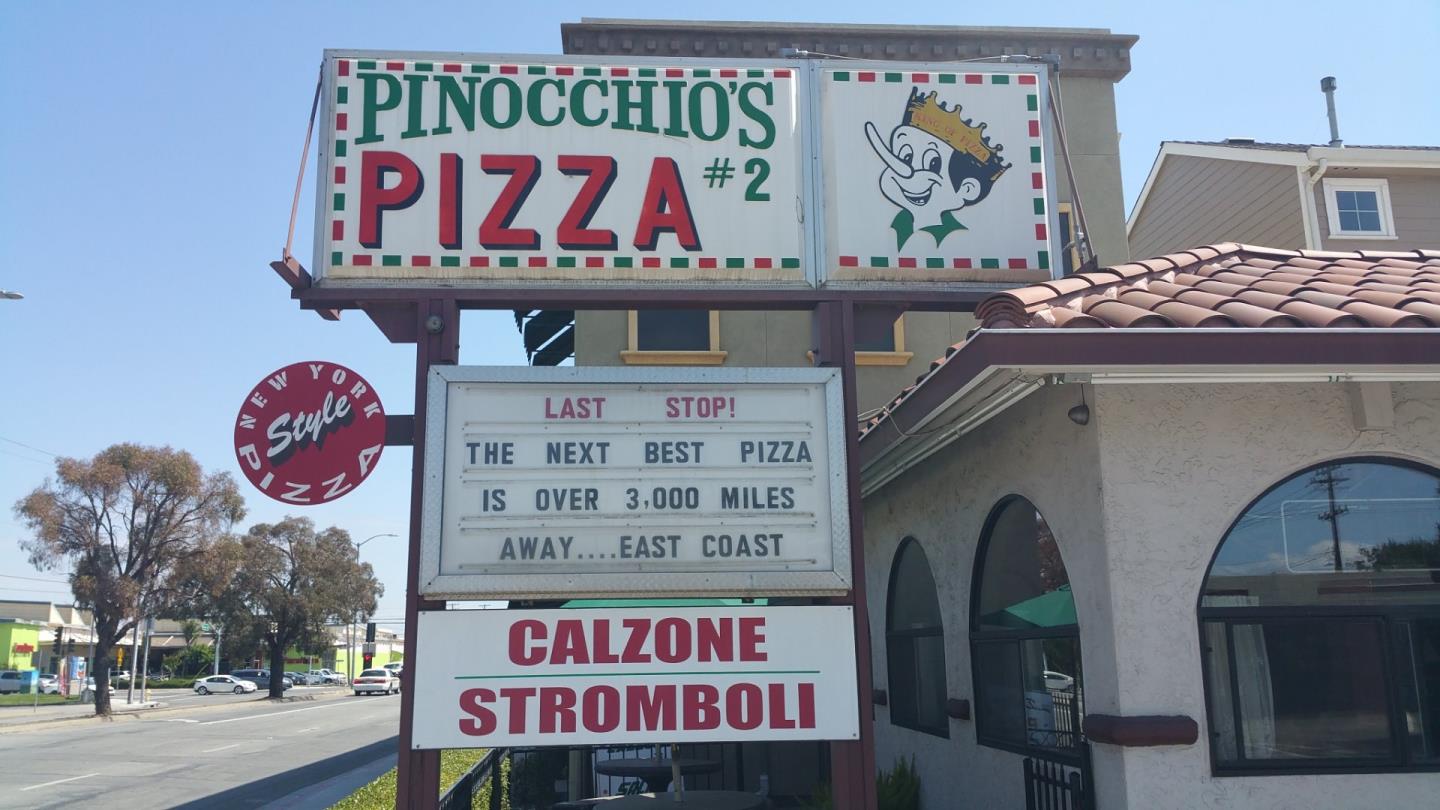 PINOCCHIO'S
PIZZA #2
KING OF PIZZA
NEW YORK
Style
PIZZA
LAST STOP!
THE NEXT BEST PIZZA
IS OVER 3,000 MILES
AWAY....EAST COAST
CALZONE
STROMBOLI